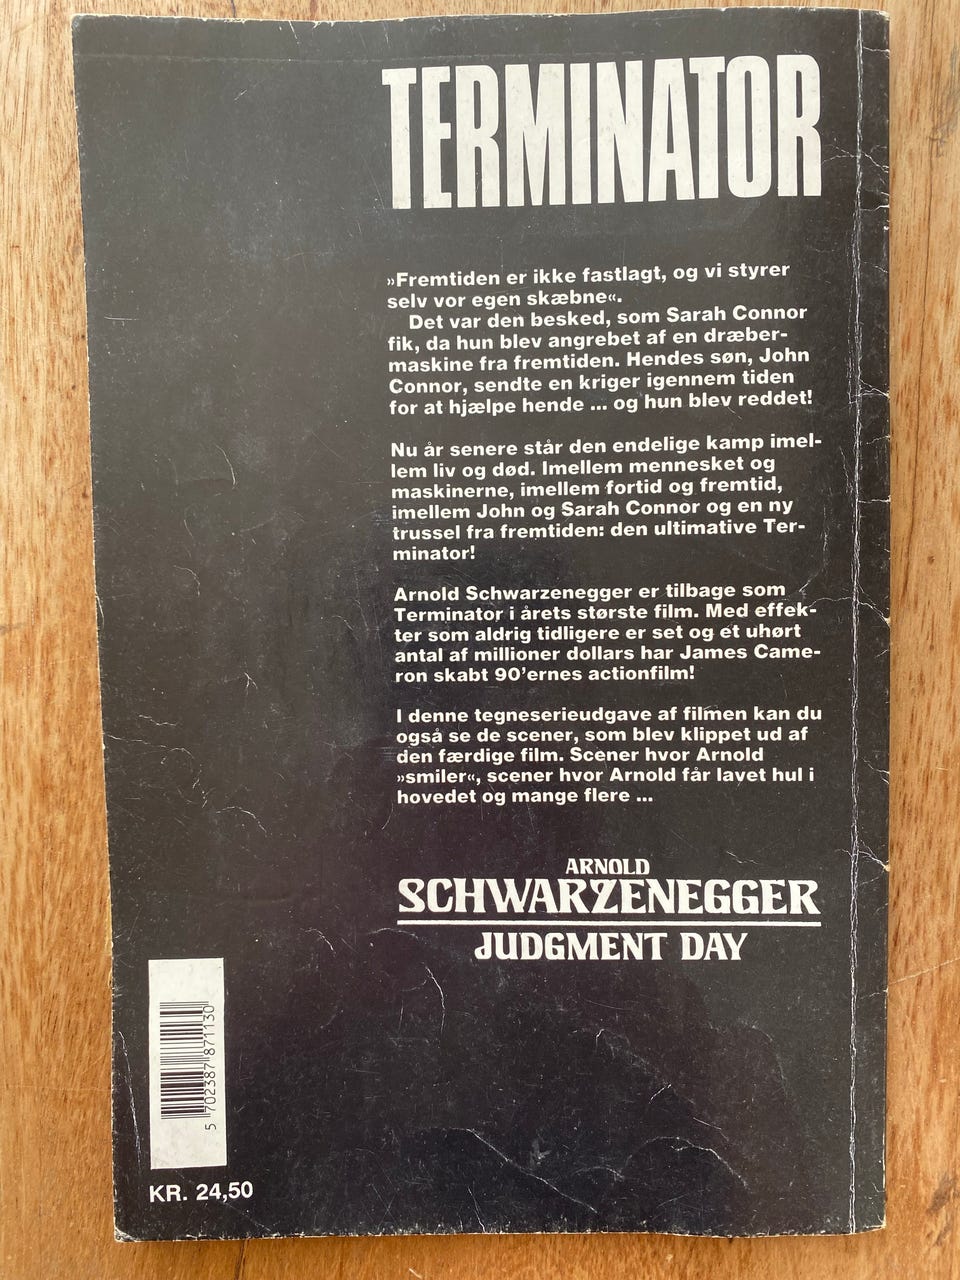 TERMINATOR
»Fremtiden er ikke fastlagt, og vi styrer
selv vor egen skæbne«.
Det var den besked, som Sarah Connor
fik, da hun blev angrebet af en dræber-
maskine fra fremtiden. Hendes søn, John
Connor, sendte en kriger igennem tiden
for at hjælpe hende ... og hun blev reddet!
Nu år senere står den endelige kamp imel-
lem liv og død. Imellem mennesket og
maskinerne, imellem fortid og fremtid,
imellem John og Sarah Connor og en ny
trussel fra fremtiden: den ultimative Ter-
minator!
Arnold Schwarzenegger er tilbage som
Terminator i årets største film. Med effek-
ter som aldrig tidligere er set og et uhørt
antal af millioner dollars har James Came-
ron skabt 90'ernes actionfilm!
I denne tegneserieudgave af filmen kan du
også se de scener, som blev klippet ud af
den færdige film. Scener hvor Arnold
»smiler«, scener hvor Arnold får lavet hul i
hovedet og mange flere ...
ARNOLD
SCHWARZENEGGER
JUDGMENT DAY
5 702387 871130
KR. 24,50